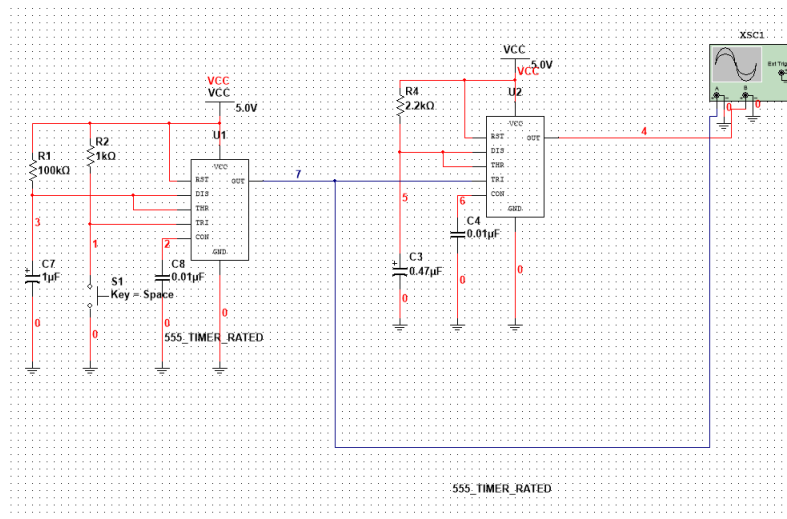 XSC1
Ext Trig
A
B
0
0
VCC
5.0V
VCC
U2
R4
2.2kΩ
VCC
RST
OUT
DIS
THR
TRI
CON
GND
4
5
6
C4
0.01µF
C3
0.47µF
0
0
0
VCC
VCC
5.0V
U1
R1
100kΩ
R2
1kΩ
VCC
RST
OUT
DIS
THR
TRI
CON
GND
7
3
1
2
C7
1µF
S1
Key = Space
C8
0.01µF
0
0
0
0
555_TIMER_RATED
555_TIMER_RATED